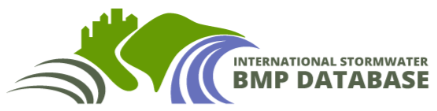 INTERNATIONAL STORMWATER
BMP DATABASE